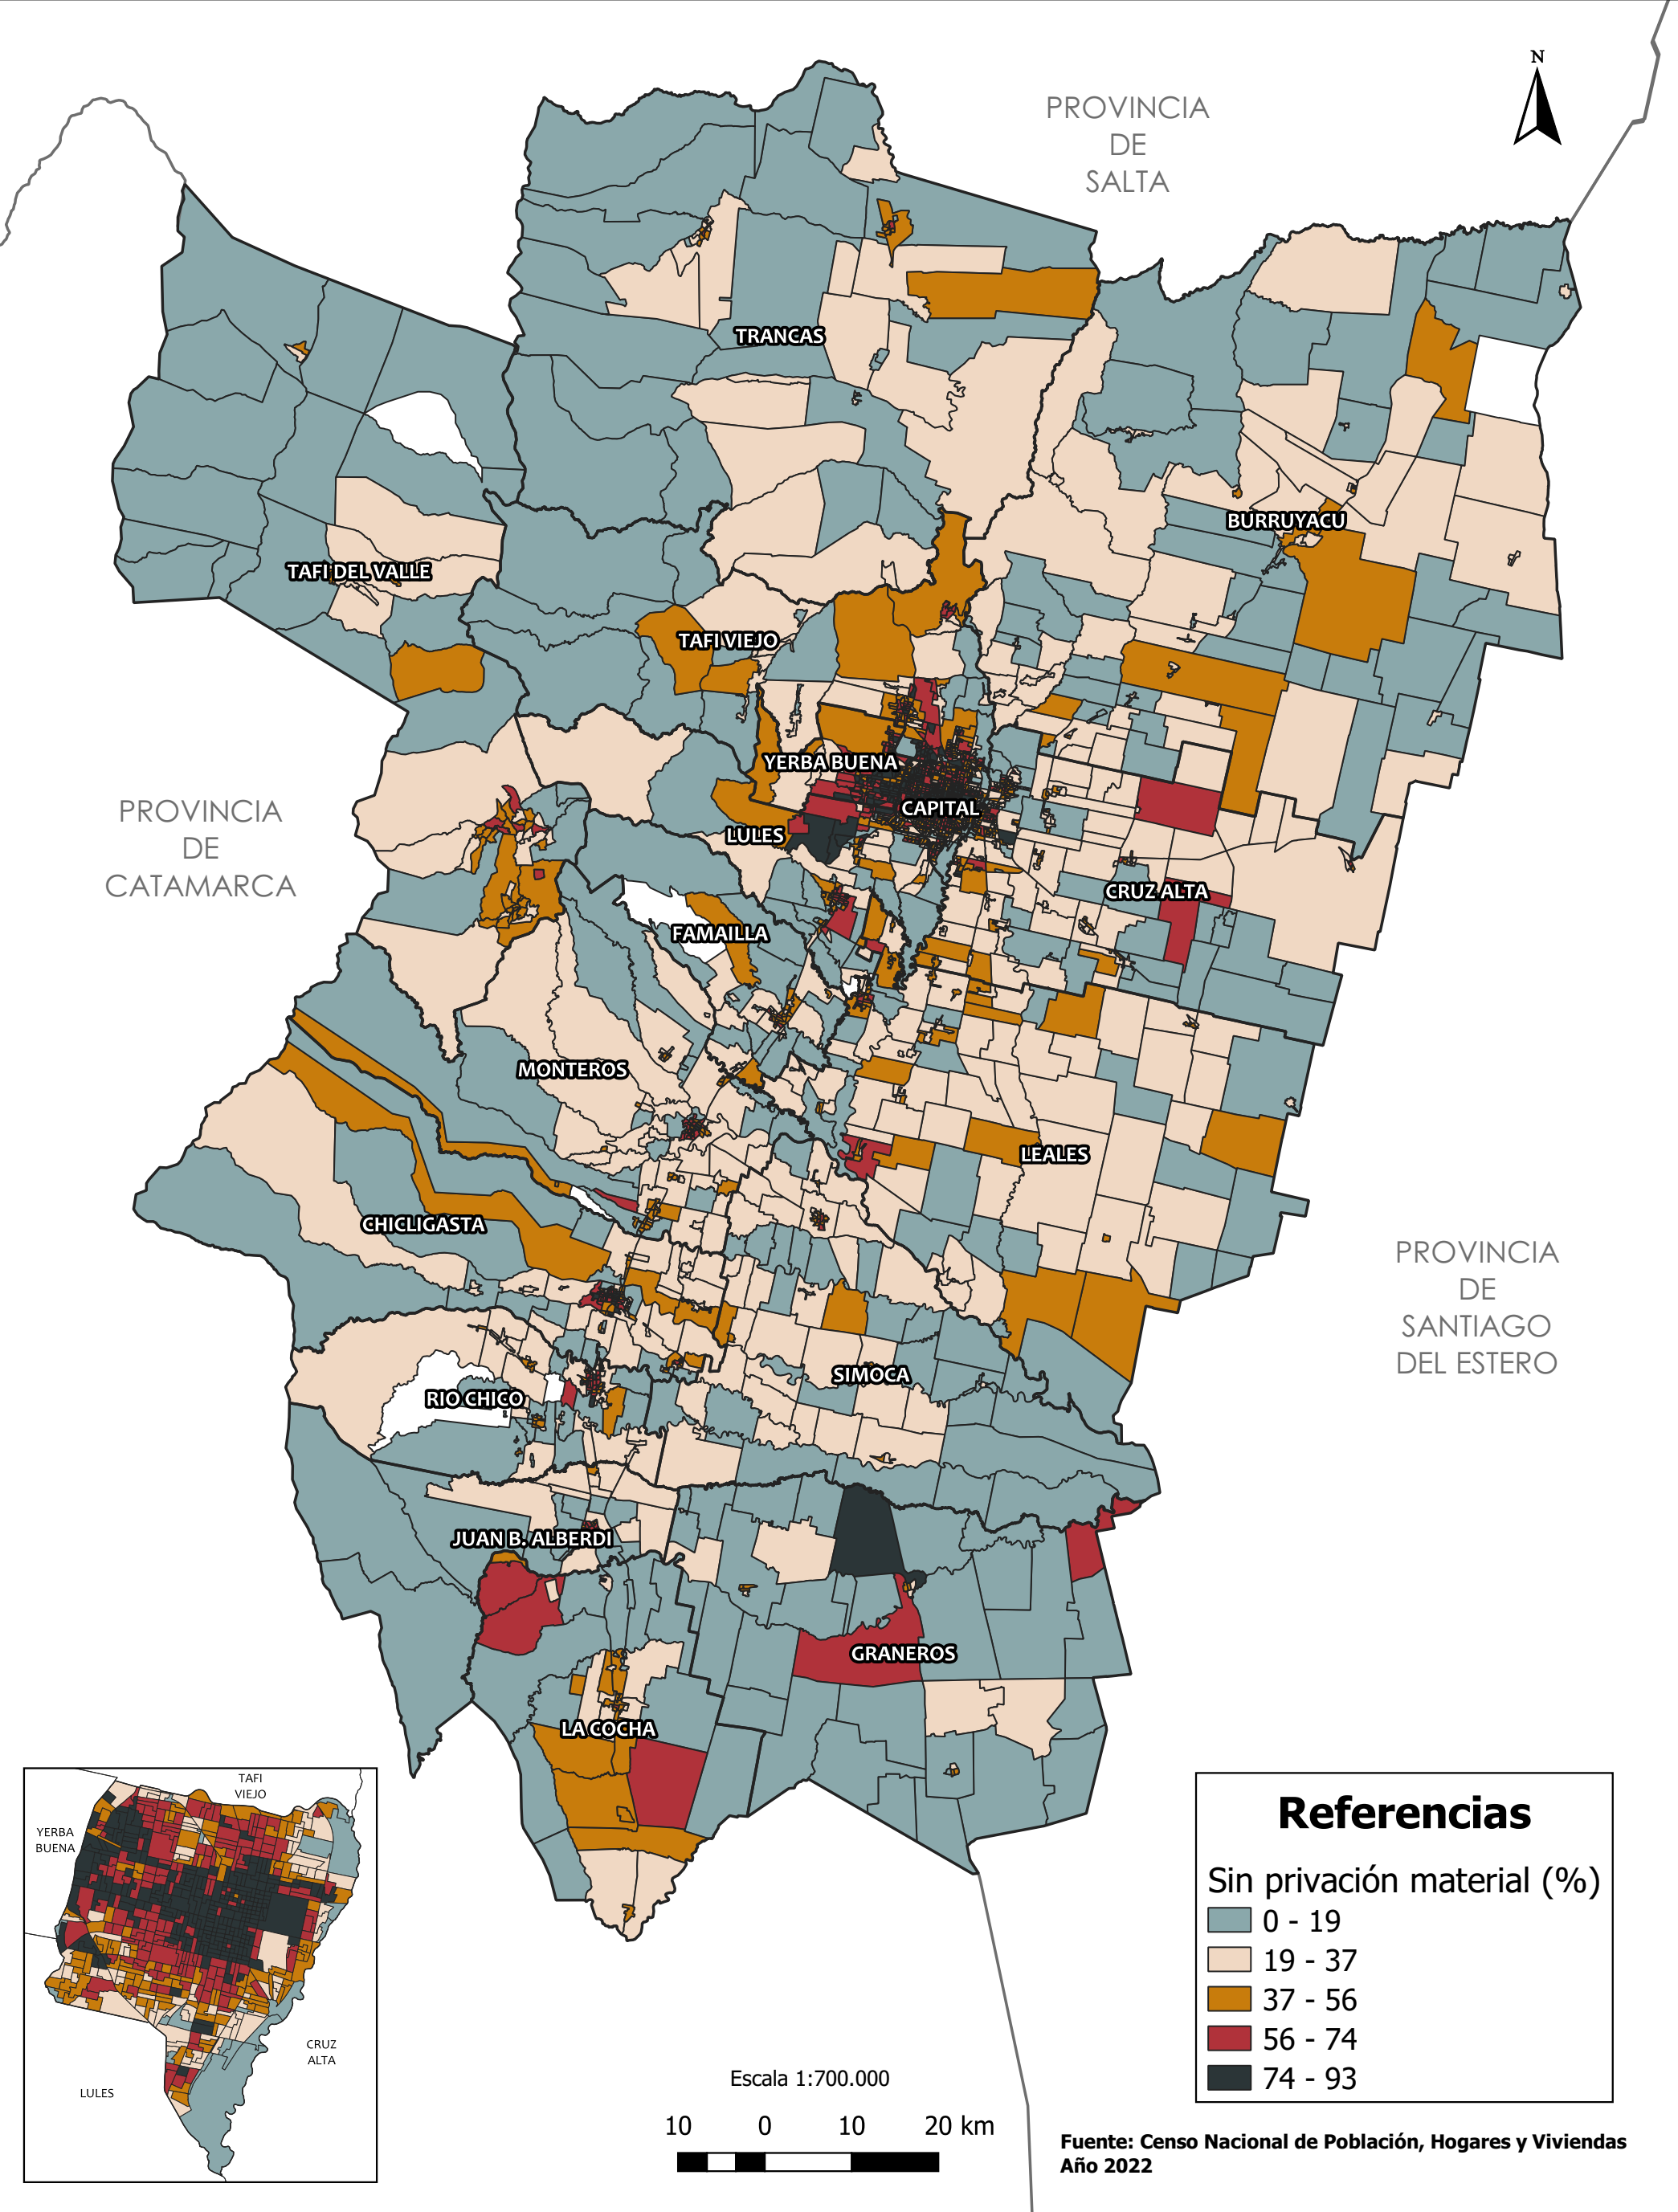 N
PROVINCIA
DE
SALTA
TRANCAS
BURRUYACU
TAFI DEL VALLE
TAFI VIEJO
YERBA BUENA
CAPITAL
LULES
PROVINCIA
DE
CATAMARCA
CRUZ ALTA
FAMAILLA
MONTEROS
LEALES
CHICLIGASTA
PROVINCIA
DE
SANTIAGO
DEL ESTERO
SIMOCA
RIO CHICO
JUAN B. ALBERDI
GRANEROS
LA COCHA
TAFI
VIEJO
YERBA
BUENA
CRUZ
ALTA
LULES
Referencias
Sin privación material (%)
0 - 19
19 - 37
37 - 56
56 - 74
74 - 93
Escala 1:700.000
10 0 10 20 km
Fuente: Censo Nacional de Población, Hogares y Viviendas
Año 2022